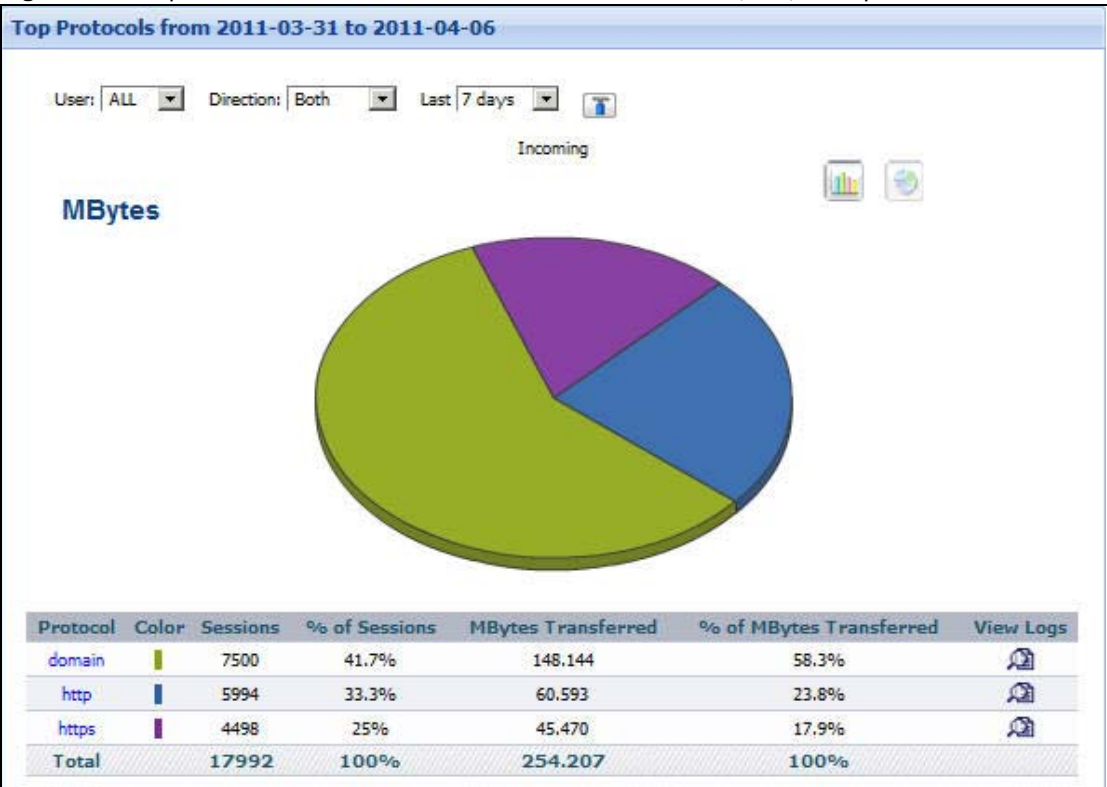 Top Protocols from 2011-03-31 to 2011-04-06
User: ALL Direction: Both Last 7 days
Incoming
MBytes
Protocol Color Sessions % of Sessions MBytes Transferred % of MBytes Transferred View Logs
domain 7500 41.7% 148.144 58.3%
http 5994 33.3% 60.593 23.8%
https 4498 25% 45.470 17.9%
Total 17992 100% 254.207 100%